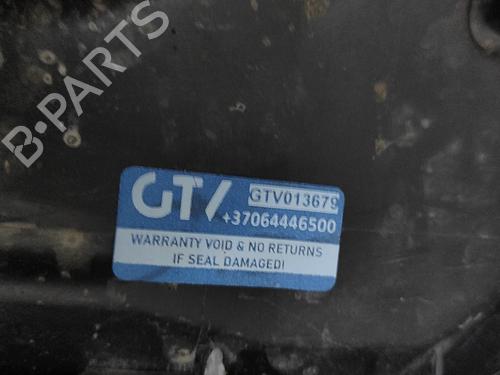 B-PARTS
GTV GTV013679
+37064446500
WARRANTY VOID & NO RETURNS
IF SEAL DAMAGED!